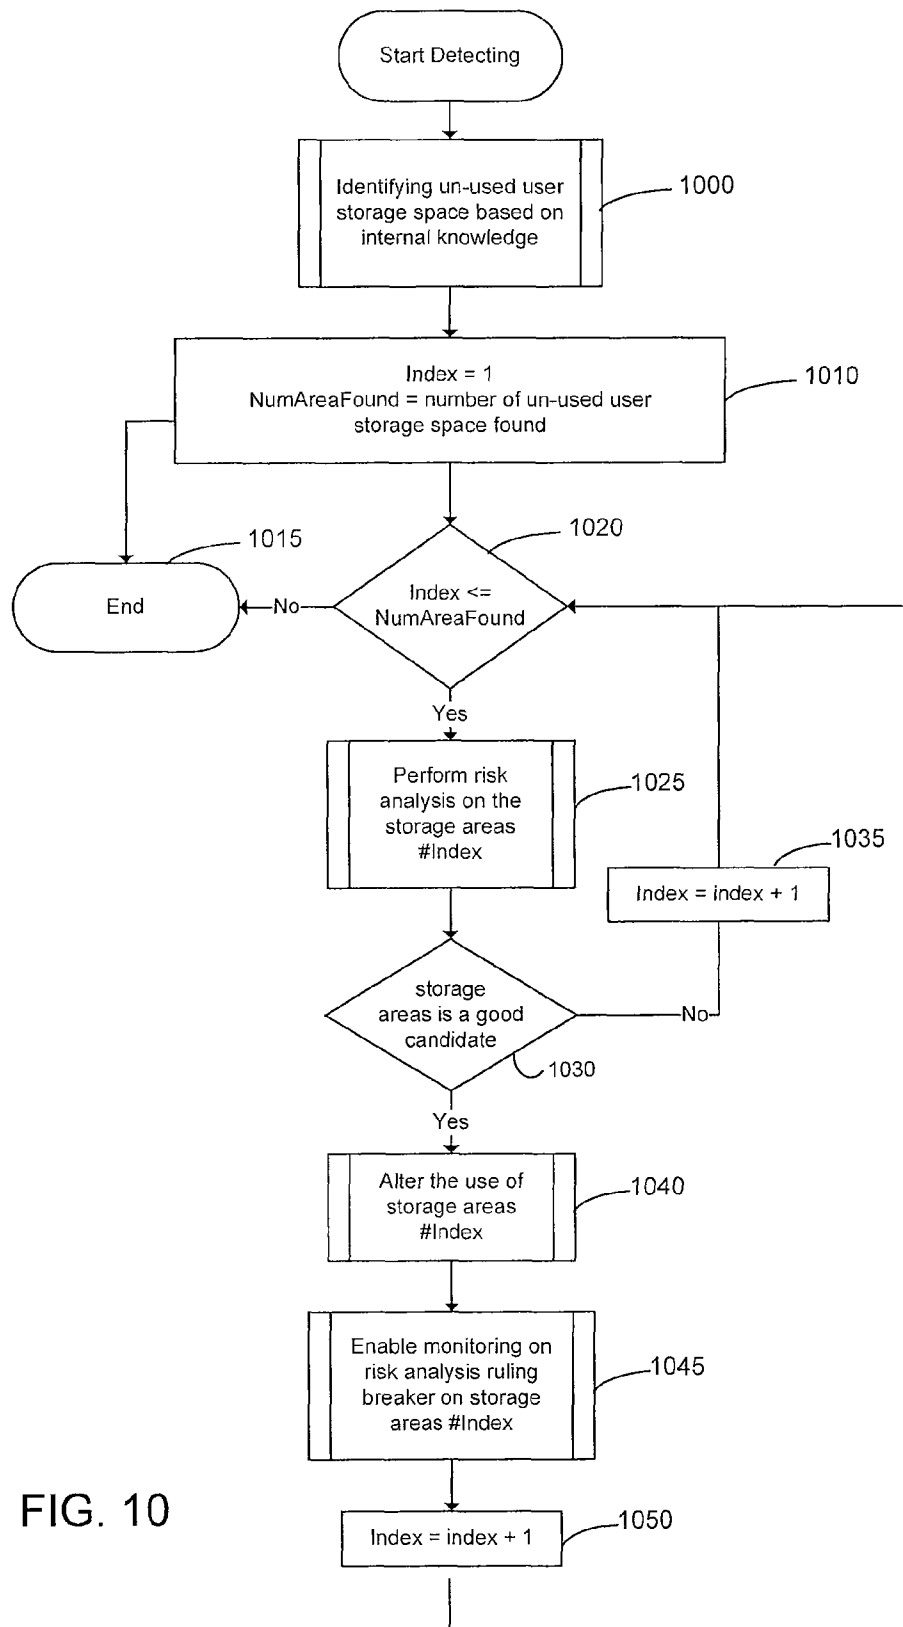 Start Detecting
Identifying un-used user
storage space based on
internal knowledge
1000
Index = 1
NumAreaFound = number of un-used user
storage space found
1010
1015
End
No
1020
Index <=
NumAreaFound
Yes
Perform risk
analysis on the
storage areas
#Index
1025
1035
Index = index + 1
storage
areas is a good
candidate
No
1030
Yes
Alter the use of
storage areas
#Index
1040
Enable monitoring on
risk analysis ruling
breaker on storage
areas #Index
1045
FIG. 10
Index = index + 1
1050